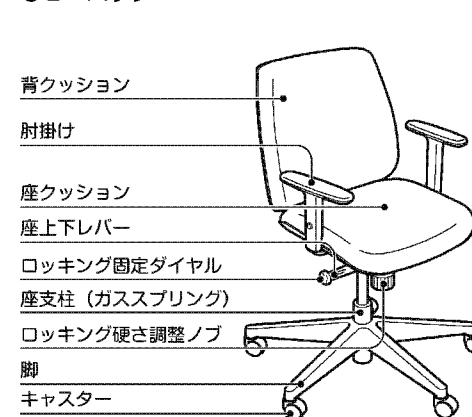 背クッション
肘掛け
座クッション
座上下レバー
ロッキング固定ダイヤル
座支柱（ガススプリング）
ロッキング硬さ調整ノブ
脚
キャスター